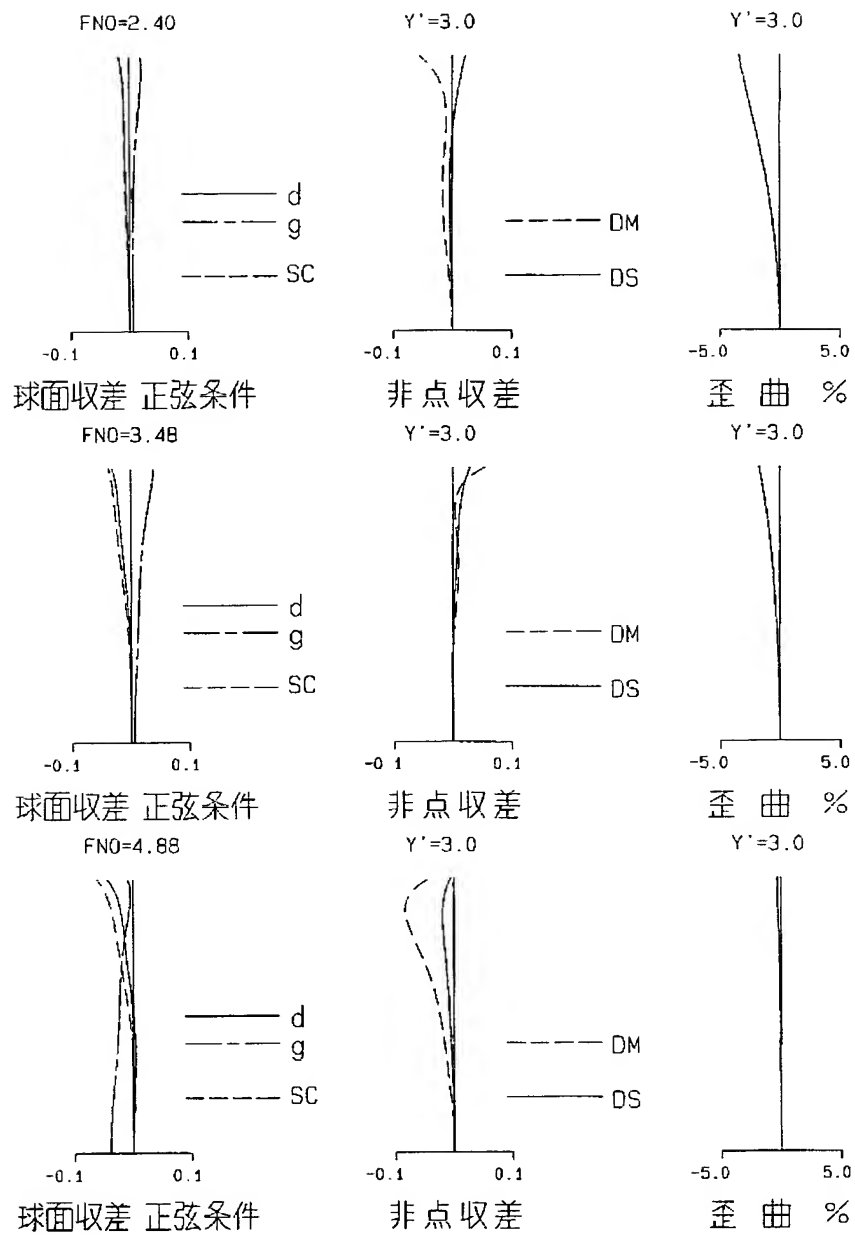 FNO=2.40 Y'=3.0 Y'=3.0
d
g
SC
DM
DS
-0.1 0.1 -0.1 0.1 -5.0 5.0
球面収差 正弦条件 非点収差 歪曲 %
FNO=3.48 Y'=3.0 Y'=3.0
d
g
SC
DM
DS
-0.1 0.1 -0 1 0.1 -5.0 5.0
球面収差 正弦条件 非点収差 歪曲 %
FNO=4.88 Y'=3.0 Y'=3.0
d
g
SC
DM
DS
-0.1 0.1 -0.1 0.1 -5.0 5.0
球面収差 正弦条件 非点収差 歪曲 %